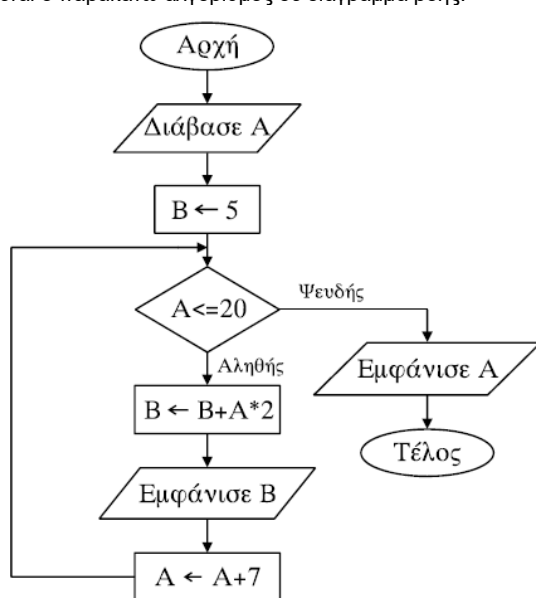 Αρχή
Διάβασε Α
Β ← 5
Α<=20
Ψευδής
Αληθής
Εμφάνισε Α
Β ← Β+Α*2
Τέλος
Εμφάνισε Β
Α ← Α+7